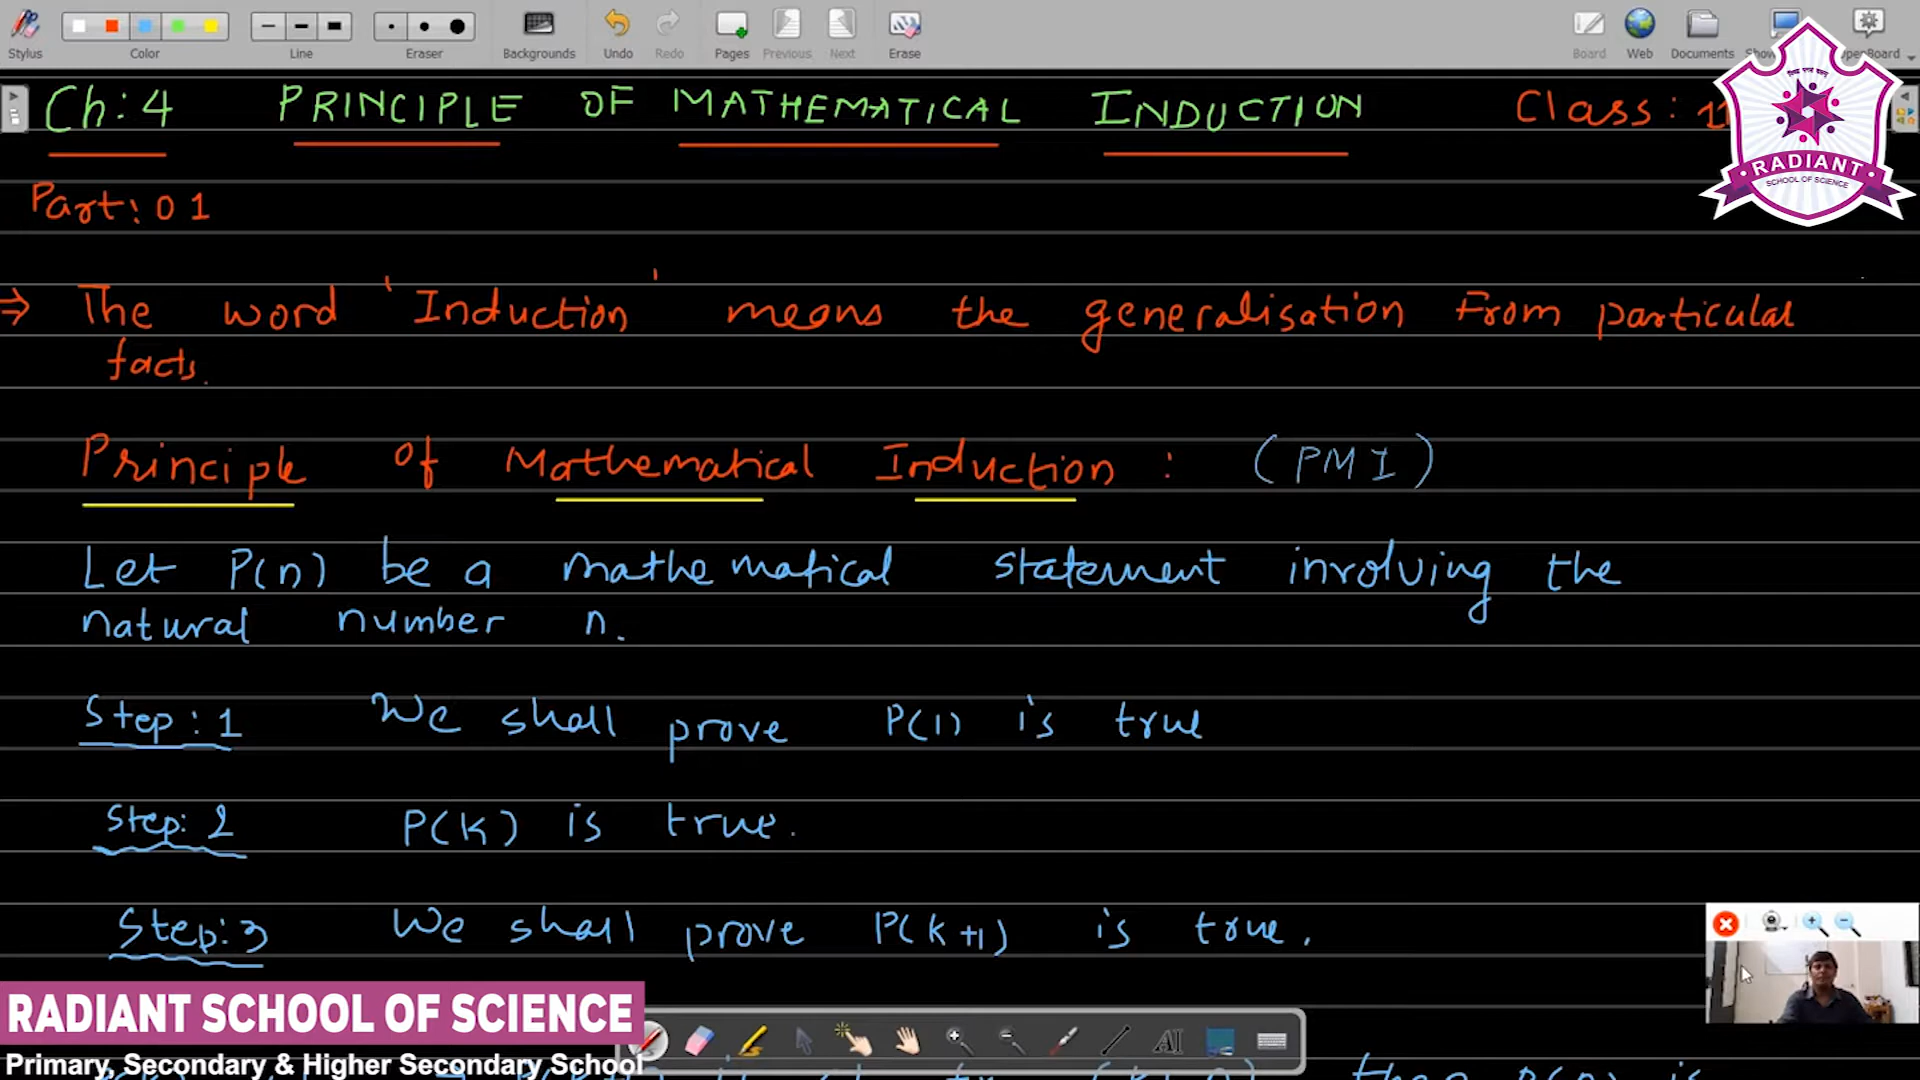 Stylus Color Line Eraser Backgrounds Undo Redo Pages Previous Next Erase Board Web Documents
Ch: 4 PRINCIPLE OF MATHEMATICAL INDUCTION Class: 11
RADIANT
SCHOOL OF SCIENCE
Part: 01
⇒ The word 'Induction' means the generalisation From particular
facts.
Principle of Mathematical Induction : (PMI)
Let P(n) be a mathematical statement involving the
natural number n.
Step: 1 We shall prove P(1) is true
Step: 2 P(K) is true.
Step: 3 We shall prove P(k+1) is true.
RADIANT SCHOOL OF SCIENCE
Primary, Secondary & Higher Secondary School
then P(n) is